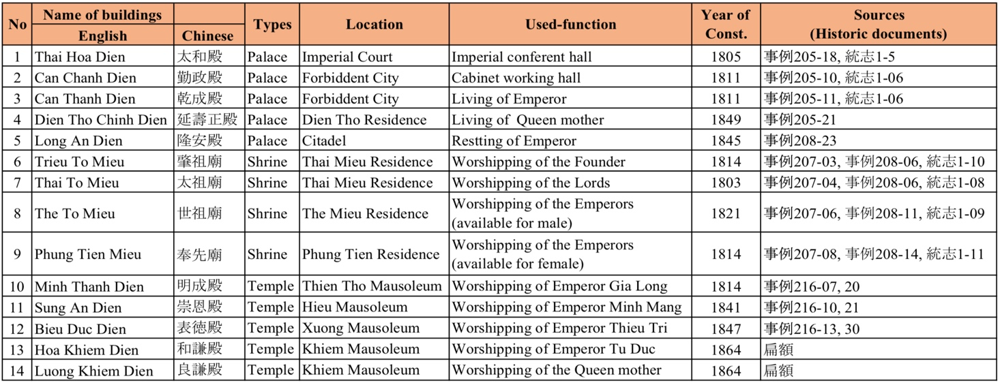 No Name of buildings Types Location Used-function Year of Const. Sources (Historic documents)
English Chinese
1 Thai Hoa Dien 太和殿 Palace Imperial Court Imperial conferent hall 1805 事例205-18, 統志1-5
2 Can Chanh Dien 勤政殿 Palace Forbiddent City Cabinet working hall 1811 事例205-10, 統志1-06
3 Can Thanh Dien 乾成殿 Palace Forbiddent City Living of Emperor 1811 事例205-11, 統志1-06
4 Dien Tho Chinh Dien 延壽正殿 Palace Dien Tho Residence Living of Queen mother 1849 事例205-21
5 Long An Dien 隆安殿 Palace Citadel Restting of Emperor 1845 事例208-23
6 Trieu To Mieu 肇祖廟 Shrine Thai Mieu Residence Worshipping of the Founder 1814 事例207-03, 事例208-06, 統志1-10
7 Thai To Mieu 太祖廟 Shrine Thai Mieu Residence Worshipping of the Lords 1803 事例207-04, 事例208-06, 統志1-08
8 The To Mieu 世祖廟 Shrine The Mieu Residence Worshipping of the Emperors (available for male) 1821 事例207-06, 事例208-11, 統志1-09
9 Phung Tien Mieu 奉先廟 Shrine Phung Tien Residence Worshipping of the Emperors (available for female) 1814 事例207-08, 事例208-14, 統志1-11
10 Minh Thanh Dien 明成殿 Temple Thien Tho Mausoleum Worshipping of Emperor Gia Long 1814 事例216-07, 20
11 Sung An Dien 崇恩殿 Temple Hieu Mausoleum Worshipping of Emperor Minh Mang 1841 事例216-10, 21
12 Bieu Duc Dien 表徳殿 Temple Xuong Mausoleum Worshipping of Emperor Thieu Tri 1847 事例216-13, 30
13 Hoa Khiem Dien 和謙殿 Temple Khiem Mausoleum Worshipping of Emperor Tu Duc 1864 扁額
14 Luong Khiem Dien 良謙殿 Temple Khiem Mausoleum Worshipping of the Queen mother 1864 扁額